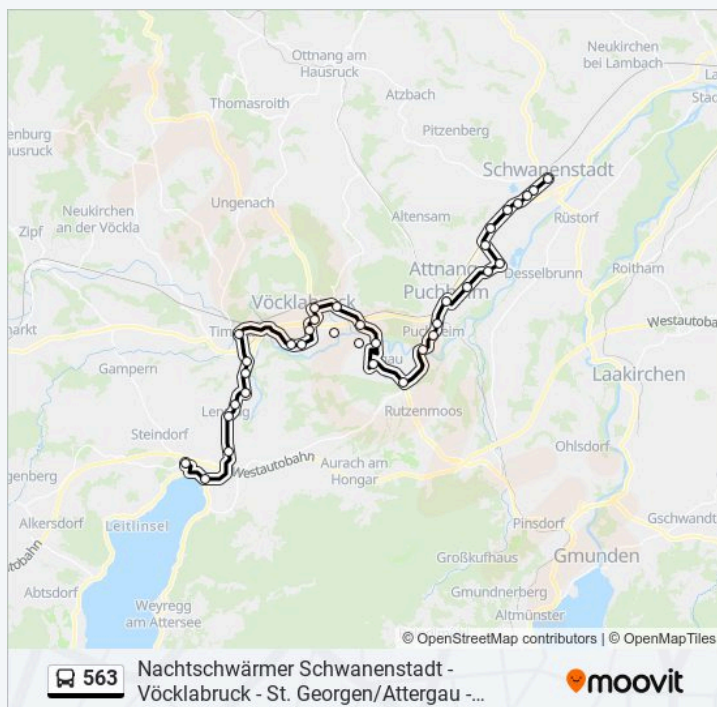 Ottnang am
Hausruck
Neukirchen
bei Lambach
Thomasroith
Atzbach
Pitzenberg
Schwanenstadt
Neukirchen
an der Vöckla
Ungenach
Altensam
Rüstorf
Zipf
Attnang
Puchheim
Desselbrunn
Roitham
Vöcklabruck
Puchheim
Westautobahn
Gampern
Laakirchen
Rutzenmoos
Steindorf
Ohlsdorf
Westautobahn
Aurach am
Hongar
Leitlinsel
Alkersdorf
Pinsdorf
Gschwandt
Großkufhaus
Gmunden
Abtsdorf
Gmundnerberg
Weyregg
am Attersee
Altmünster
© OpenStreetMap contributors | © OpenMapTiles
563 Nachtschwärmer Schwanenstadt -
Vöcklabruck - St. Georgen/Attergau -...
moovit